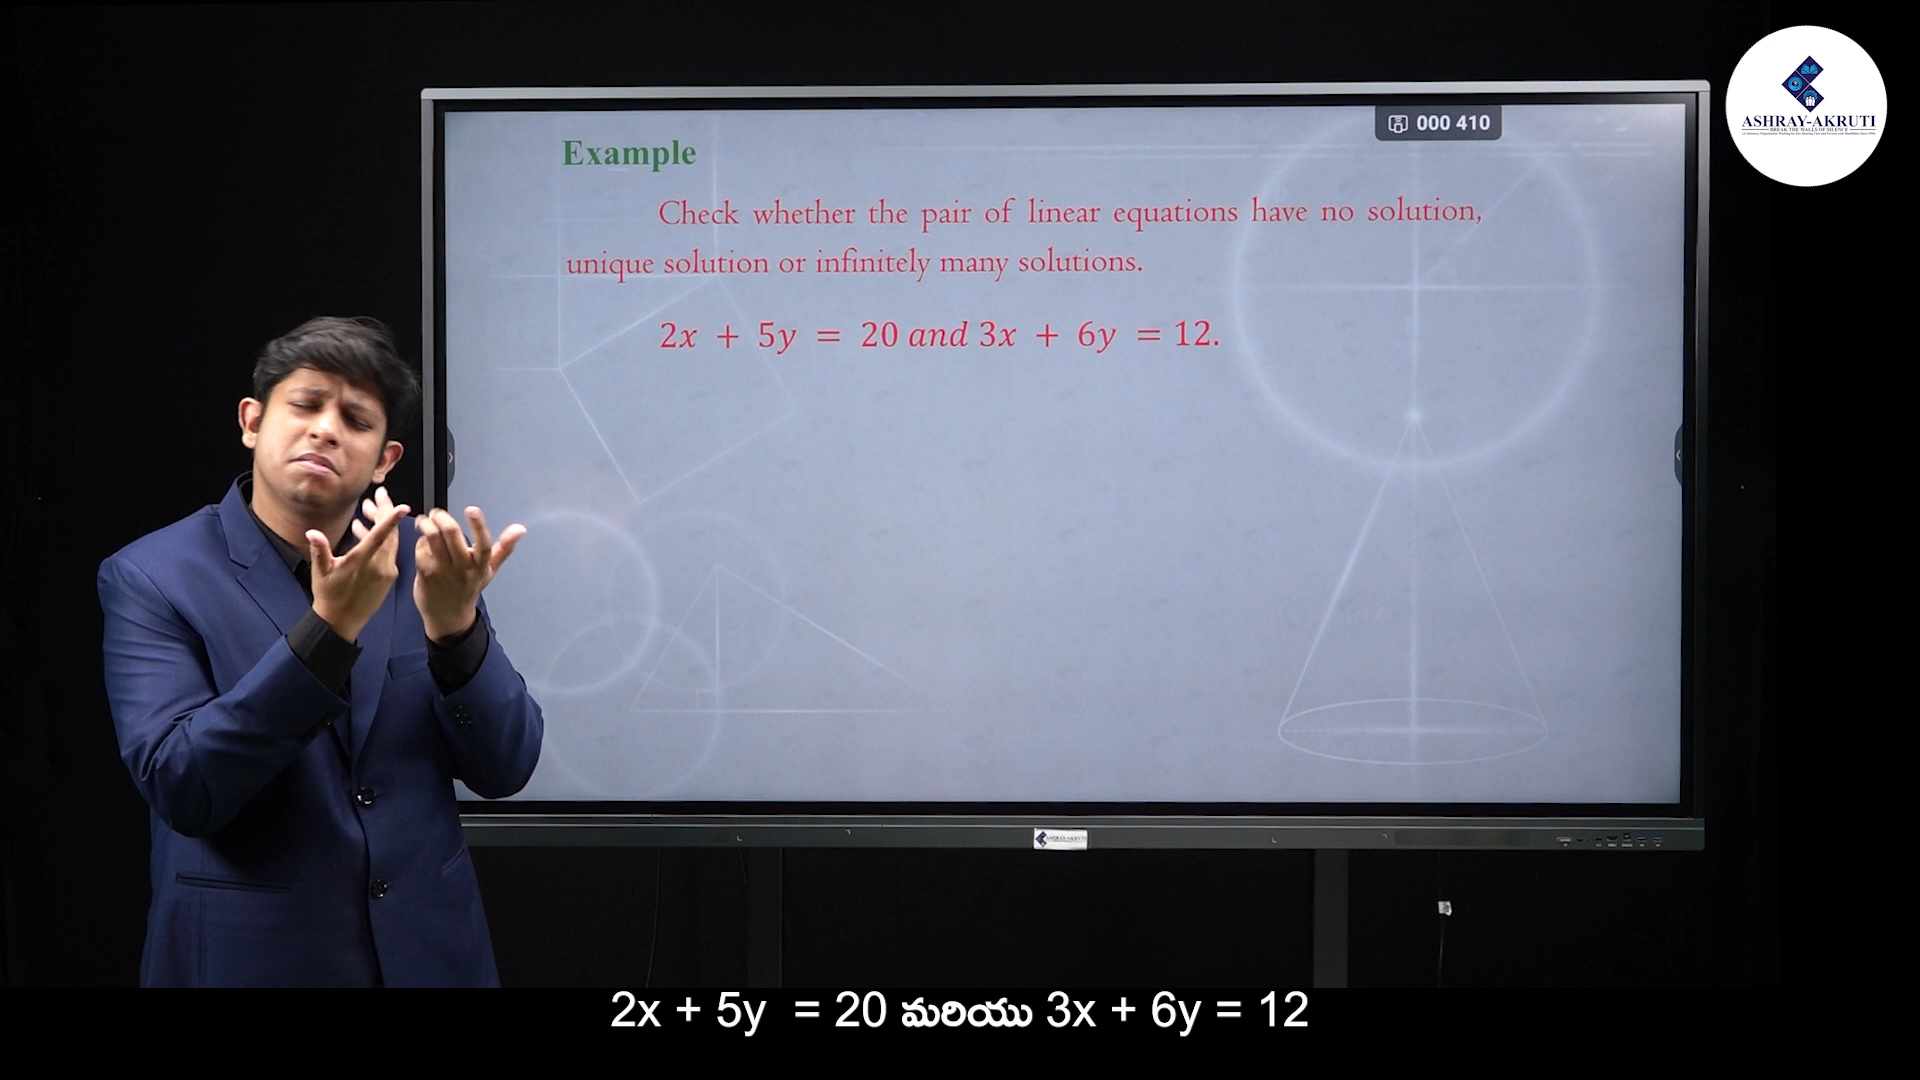 000 410
ASHRAY-AKRUTI
BREAK THE WALLS OF SILENCE
Example
Check whether the pair of linear equations have no solution,
unique solution or infinitely many solutions.
2x + 5y = 20 and 3x + 6y = 12.
ASHRAY-AKRUTI
2x + 5y = 20 మరియు 3x + 6y = 12